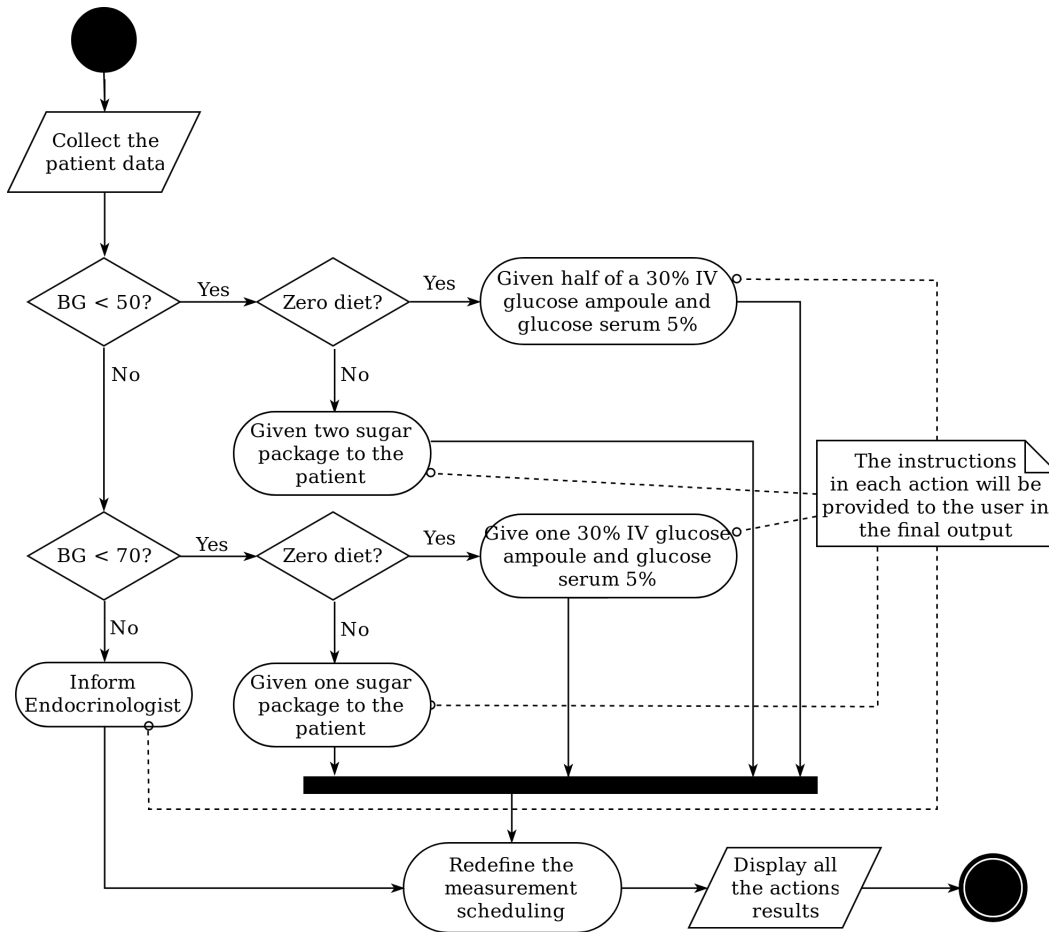 Collect the
patient data
BG < 50?
Yes
Zero diet?
Yes
Given half of a 30% IV
glucose ampoule and
glucose serum 5%
No
No
Given two sugar
package to the
patient
The instructions
in each action will be
provided to the user in
the final output
BG < 70?
Yes
Zero diet?
Yes
Give one 30% IV glucose
ampoule and glucose
serum 5%
No
No
Inform
Endocrinologist
Given one sugar
package to the
patient
Redefine the
measurement
scheduling
Display all
the actions
results